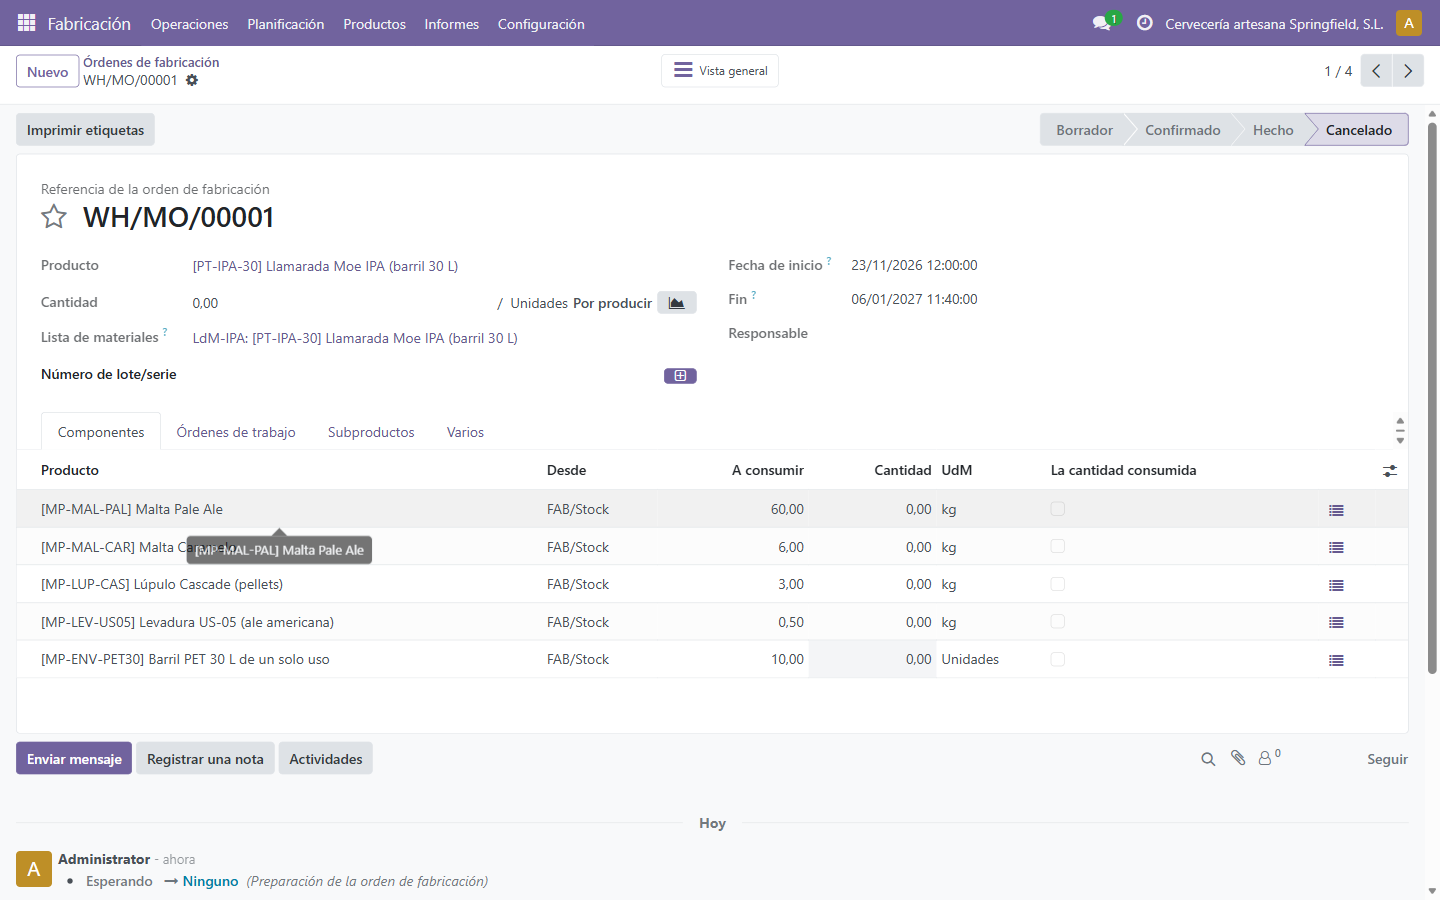 Fabricación
Operaciones
Planificación
Productos
Informes
Configuración
1
Cervecería artesana Springfield, S.L.
A
Nuevo
Órdenes de fabricación
WH/MO/00001
Vista general
1 / 4
Imprimir etiquetas
Borrador
Confirmado
Hecho
Cancelado
Referencia de la orden de fabricación
WH/MO/00001
Producto
[PT-IPA-30] Llamarada Moe IPA (barril 30 L)
Cantidad
0,00
/ Unidades Por producir
Lista de materiales ?
LdM-IPA: [PT-IPA-30] Llamarada Moe IPA (barril 30 L)
Número de lote/serie
Fecha de inicio ?
23/11/2026 12:00:00
Fin ?
06/01/2027 11:40:00
Responsable
Componentes
Órdenes de trabajo
Subproductos
Varios
Producto Desde A consumir Cantidad UdM La cantidad consumida
[MP-MAL-PAL] Malta Pale Ale FAB/Stock 60,00 0,00 kg
[MP-MAL-CAR] Malta FAB/Stock 6,00 0,00 kg
[MP-MAL-PAL] Malta Pale Ale
[MP-LUP-CAS] Lúpulo Cascade (pellets) FAB/Stock 3,00 0,00 kg
[MP-LEV-US05] Levadura US-05 (ale americana) FAB/Stock 0,50 0,00 kg
[MP-ENV-PET30] Barril PET 30 L de un solo uso FAB/Stock 10,00 0,00 Unidades
Enviar mensaje
Registrar una nota
Actividades
0
Seguir
Hoy
A
Administrator - ahora
• Esperando → Ninguno (Preparación de la orden de fabricación)